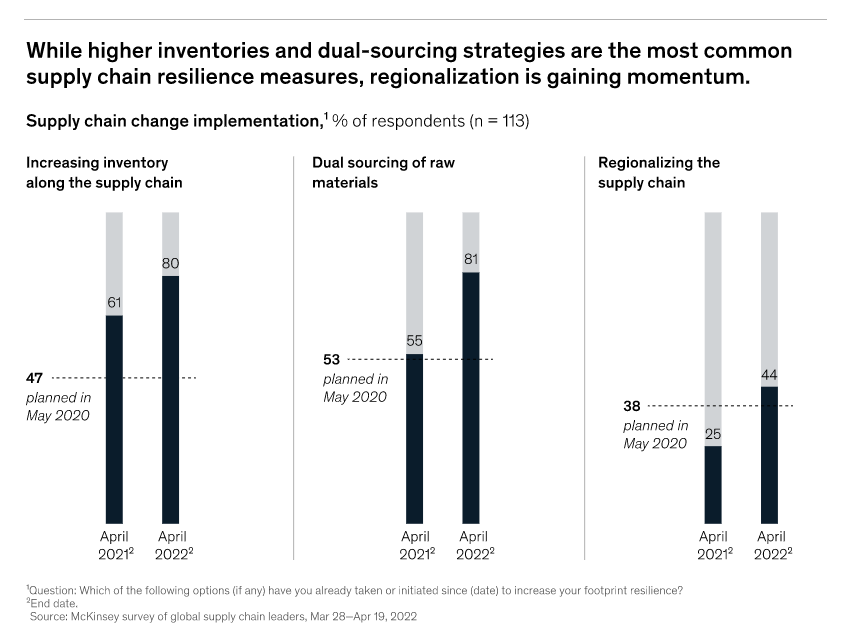 While higher inventories and dual-sourcing strategies are the most common
supply chain resilience measures, regionalization is gaining momentum.
Supply chain change implementation,¹ % of respondents (n = 113)
Increasing inventory
along the supply chain
61
80
47
planned in
May 2020
April
2021²
April
2022²
Dual sourcing of raw
materials
55
81
53
planned in
May 2020
April
2021²
April
2022²
Regionalizing the
supply chain
25
44
38
planned in
May 2020
April
2021²
April
2022²
¹Question: Which of the following options (if any) have you already taken or initiated since (date) to increase your footprint resilience?
²End date.
Source: McKinsey survey of global supply chain leaders, Mar 28–Apr 19, 2022